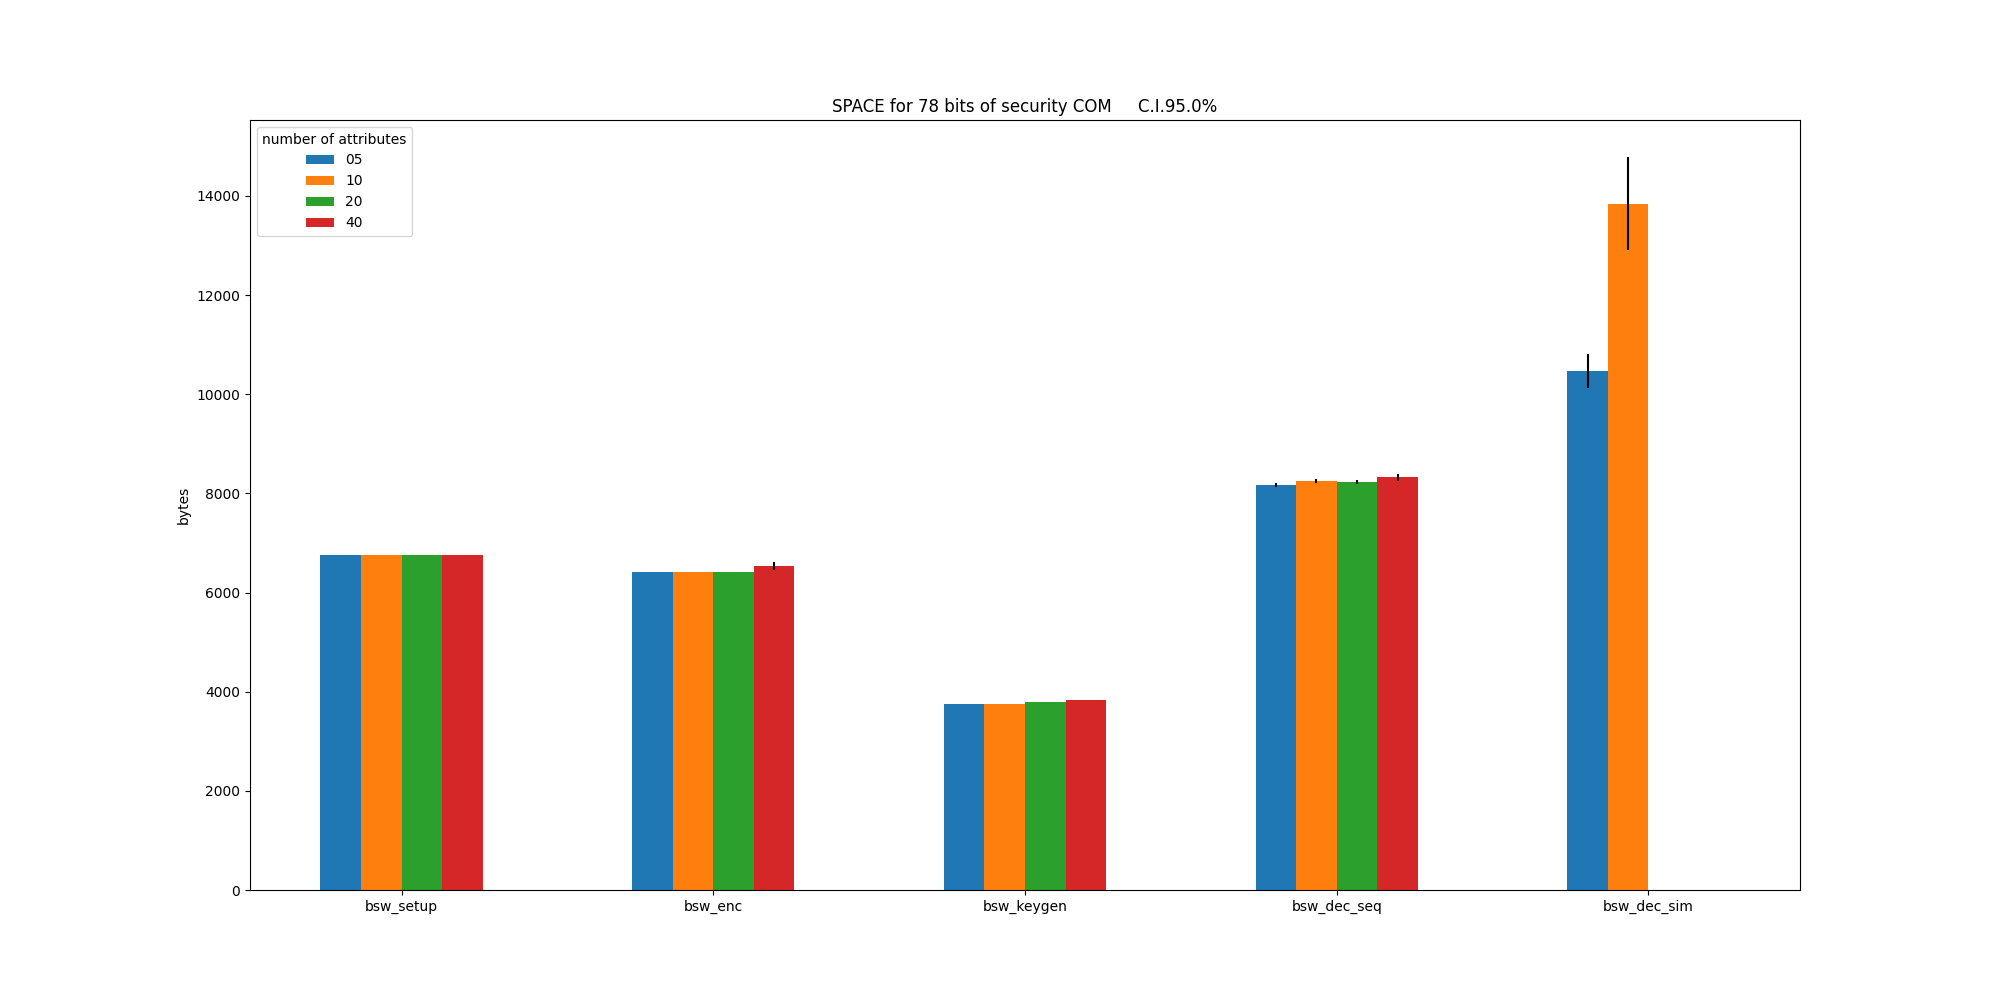 SPACE for 78 bits of security COM     C.I.95.0%
number of attributes
05
10
20
40
14000
12000
10000
8000
6000
4000
2000
0
bytes
bsw_setup
bsw_enc
bsw_keygen
bsw_dec_seq
bsw_dec_sim